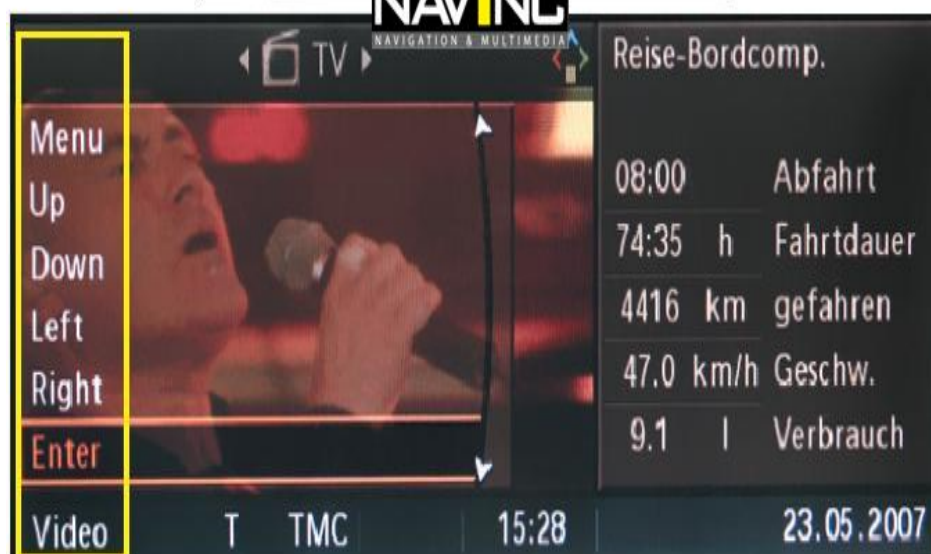 NAVINC
NAVIGATION & MULTIMEDIA
TV
Reise-Bordcomp.
Menu
Up
Down
Left
Right
Enter
08:00 Abfahrt
74:35 h Fahrtdauer
4416 km gefahren
47.0 km/h Geschw.
9.1 l Verbrauch
Video T TMC 15:28 23.05.2007